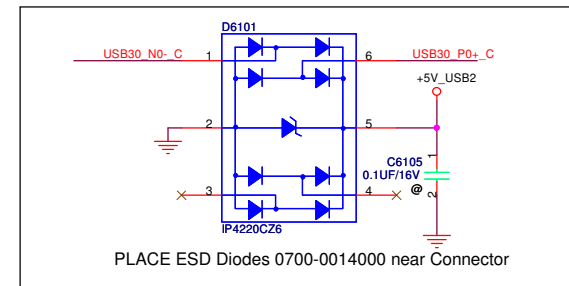 D6101
USB30_N0-_C
1
6
USB30_P0+_C
+5V_USB2
2
5
C6105
0.1UF/16V
@
1
2
3
4
IP4220CZ6
PLACE ESD Diodes 0700-0014000 near Connector